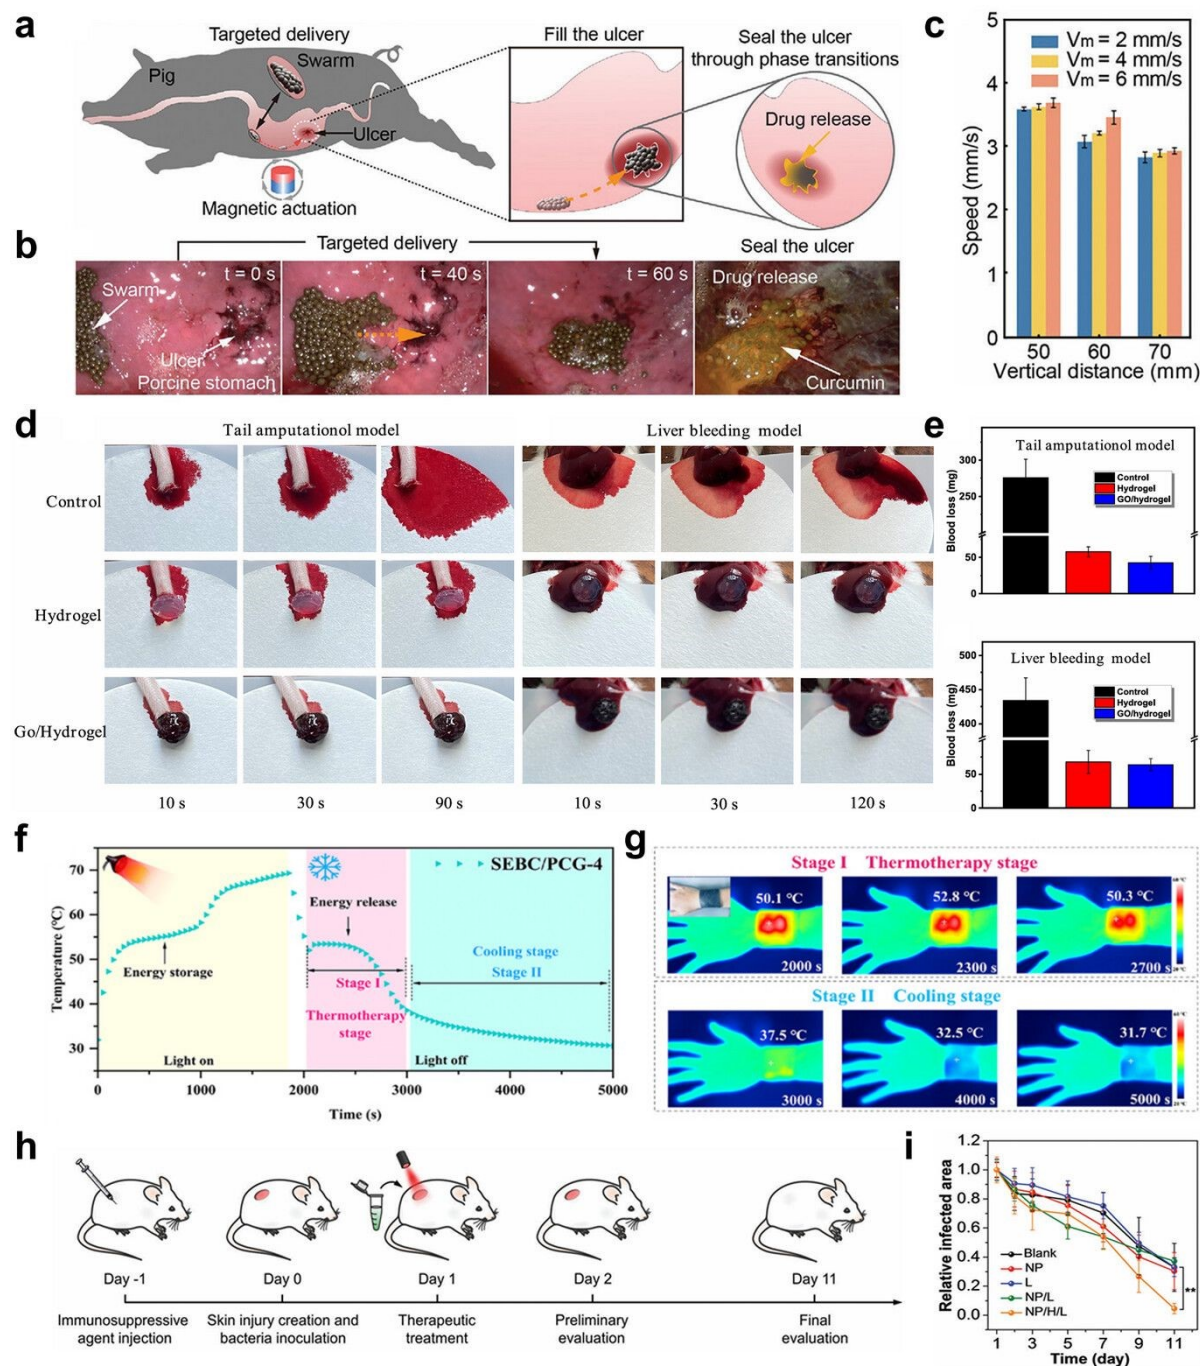 a
Targeted delivery
Swarm
Pig
Ulcer
Magnetic actuation
Fill the ulcer
Seal the ulcer
through phase transitions
Drug release
b
Targeted delivery
Seal the ulcer
t = 0 s
Swarm
Ulcer
Porcine stomach
t = 40 s
t = 60 s
Drug release
Curcumin
c
Speed (mm/s)
5
4
3
2
1
0
Vm = 2 mm/s
Vm = 4 mm/s
Vm = 6 mm/s
50 60 70
Vertical distance (mm)
d
Tail amputationol model
Liver bleeding model
Control
Hydrogel
Go/Hydrogel
10 s 30 s 90 s 10 s 30 s 120 s
e
Tail amputationol model
Blood loss (mg)
300
250
50
0
Control
Hydrogel
GO/hydrogel
Liver bleeding model
Blood loss (mg)
500
450
400
50
0
Control
Hydrogel
GO/hydrogel
f
Temperature (°C)
70
60
50
40
30
SEBC/PCG-4
Energy release
Energy storage
Cooling stage
Stage II
Stage I
Thermotherapy
stage
Light on
Light off
0 1000 2000 3000 4000 5000
Time (s)
g
Stage I Thermotherapy stage
50.1 °C
2000 s
52.8 °C
2300 s
50.3 °C
2700 s
Stage II Cooling stage
37.5 °C
3000 s
32.5 °C
4000 s
31.7 °C
5000 s
h
Day -1
Day 0
Day 1
Day 2
Day 11
Immunosuppressive
agent injection
Skin injury creation and
bacteria inoculation
Therapeutic
treatment
Preliminary
evaluation
Final
evaluation
i
Relative infected area
1.2
1.0
0.8
0.6
0.4
0.2
0.0
Blank
NP
L
NP/L
NP/H/L
**
1 3 5 7 9 11
Time (day)